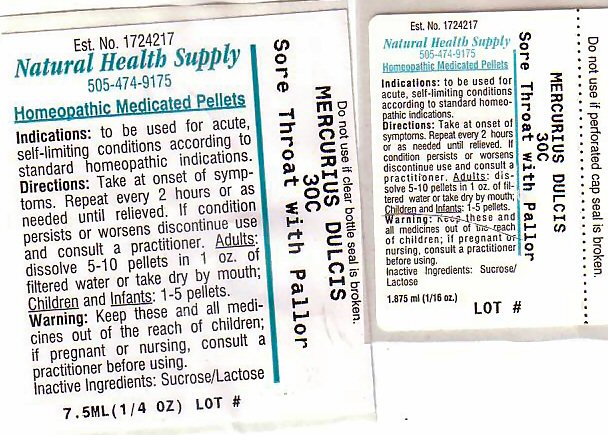 Est. No. 1724217
Natural Health Supply
505-474-9175
Homeopathic Medicated Pellets
Indications: to be used for acute,
self-limiting conditions according to
standard homeopathic indications.
Directions: Take at onset of symp-
toms. Repeat every 2 hours or as
needed until relieved. If condition
persists or worsens discontinue use
and consult a practitioner. Adults:
dissolve 5-10 pellets in 1 oz. of
filtered water or take dry by mouth;
Children and Infants: 1-5 pellets.
Warning: Keep these and all medi-
cines out of the reach of children;
if pregnant or nursing, consult a
practitioner before using.
Inactive Ingredients: Sucrose/Lactose
7.5ML(1/4 OZ) LOT #
Do not use if clear bottle seal is broken.
MERCURIUS DULCIS
30C
Sore Throat with Pallor
Est. No. 1724217
Natural Health Supply
505-474-9175
Homeopathic Medicated Pellets
Indications: to be used for
acute, self-limiting conditions
according to standard homeo-
pathic indications.
Directions: Take at onset of
symptoms. Repeat every 2 hours
or as needed until relieved. If
condition persists or worsens
discontinue use and consult a
practitioner. Adults: dis-
solve 5-10 pellets in 1 oz. of fil-
tered water or take dry by mouth;
Children and Infants: 1-5 pellets.
Warning: Keep these and
all medicines out of the reach
of children; if pregnant or
nursing, consult a practitioner
before using.
Inactive Ingredients: Sucrose/
Lactose
1.875 ml (1/16 oz.)
LOT #
Do not use if perforated cap seal is broken.
MERCURIUS DULCIS
30C
Sore Throat with Pallor